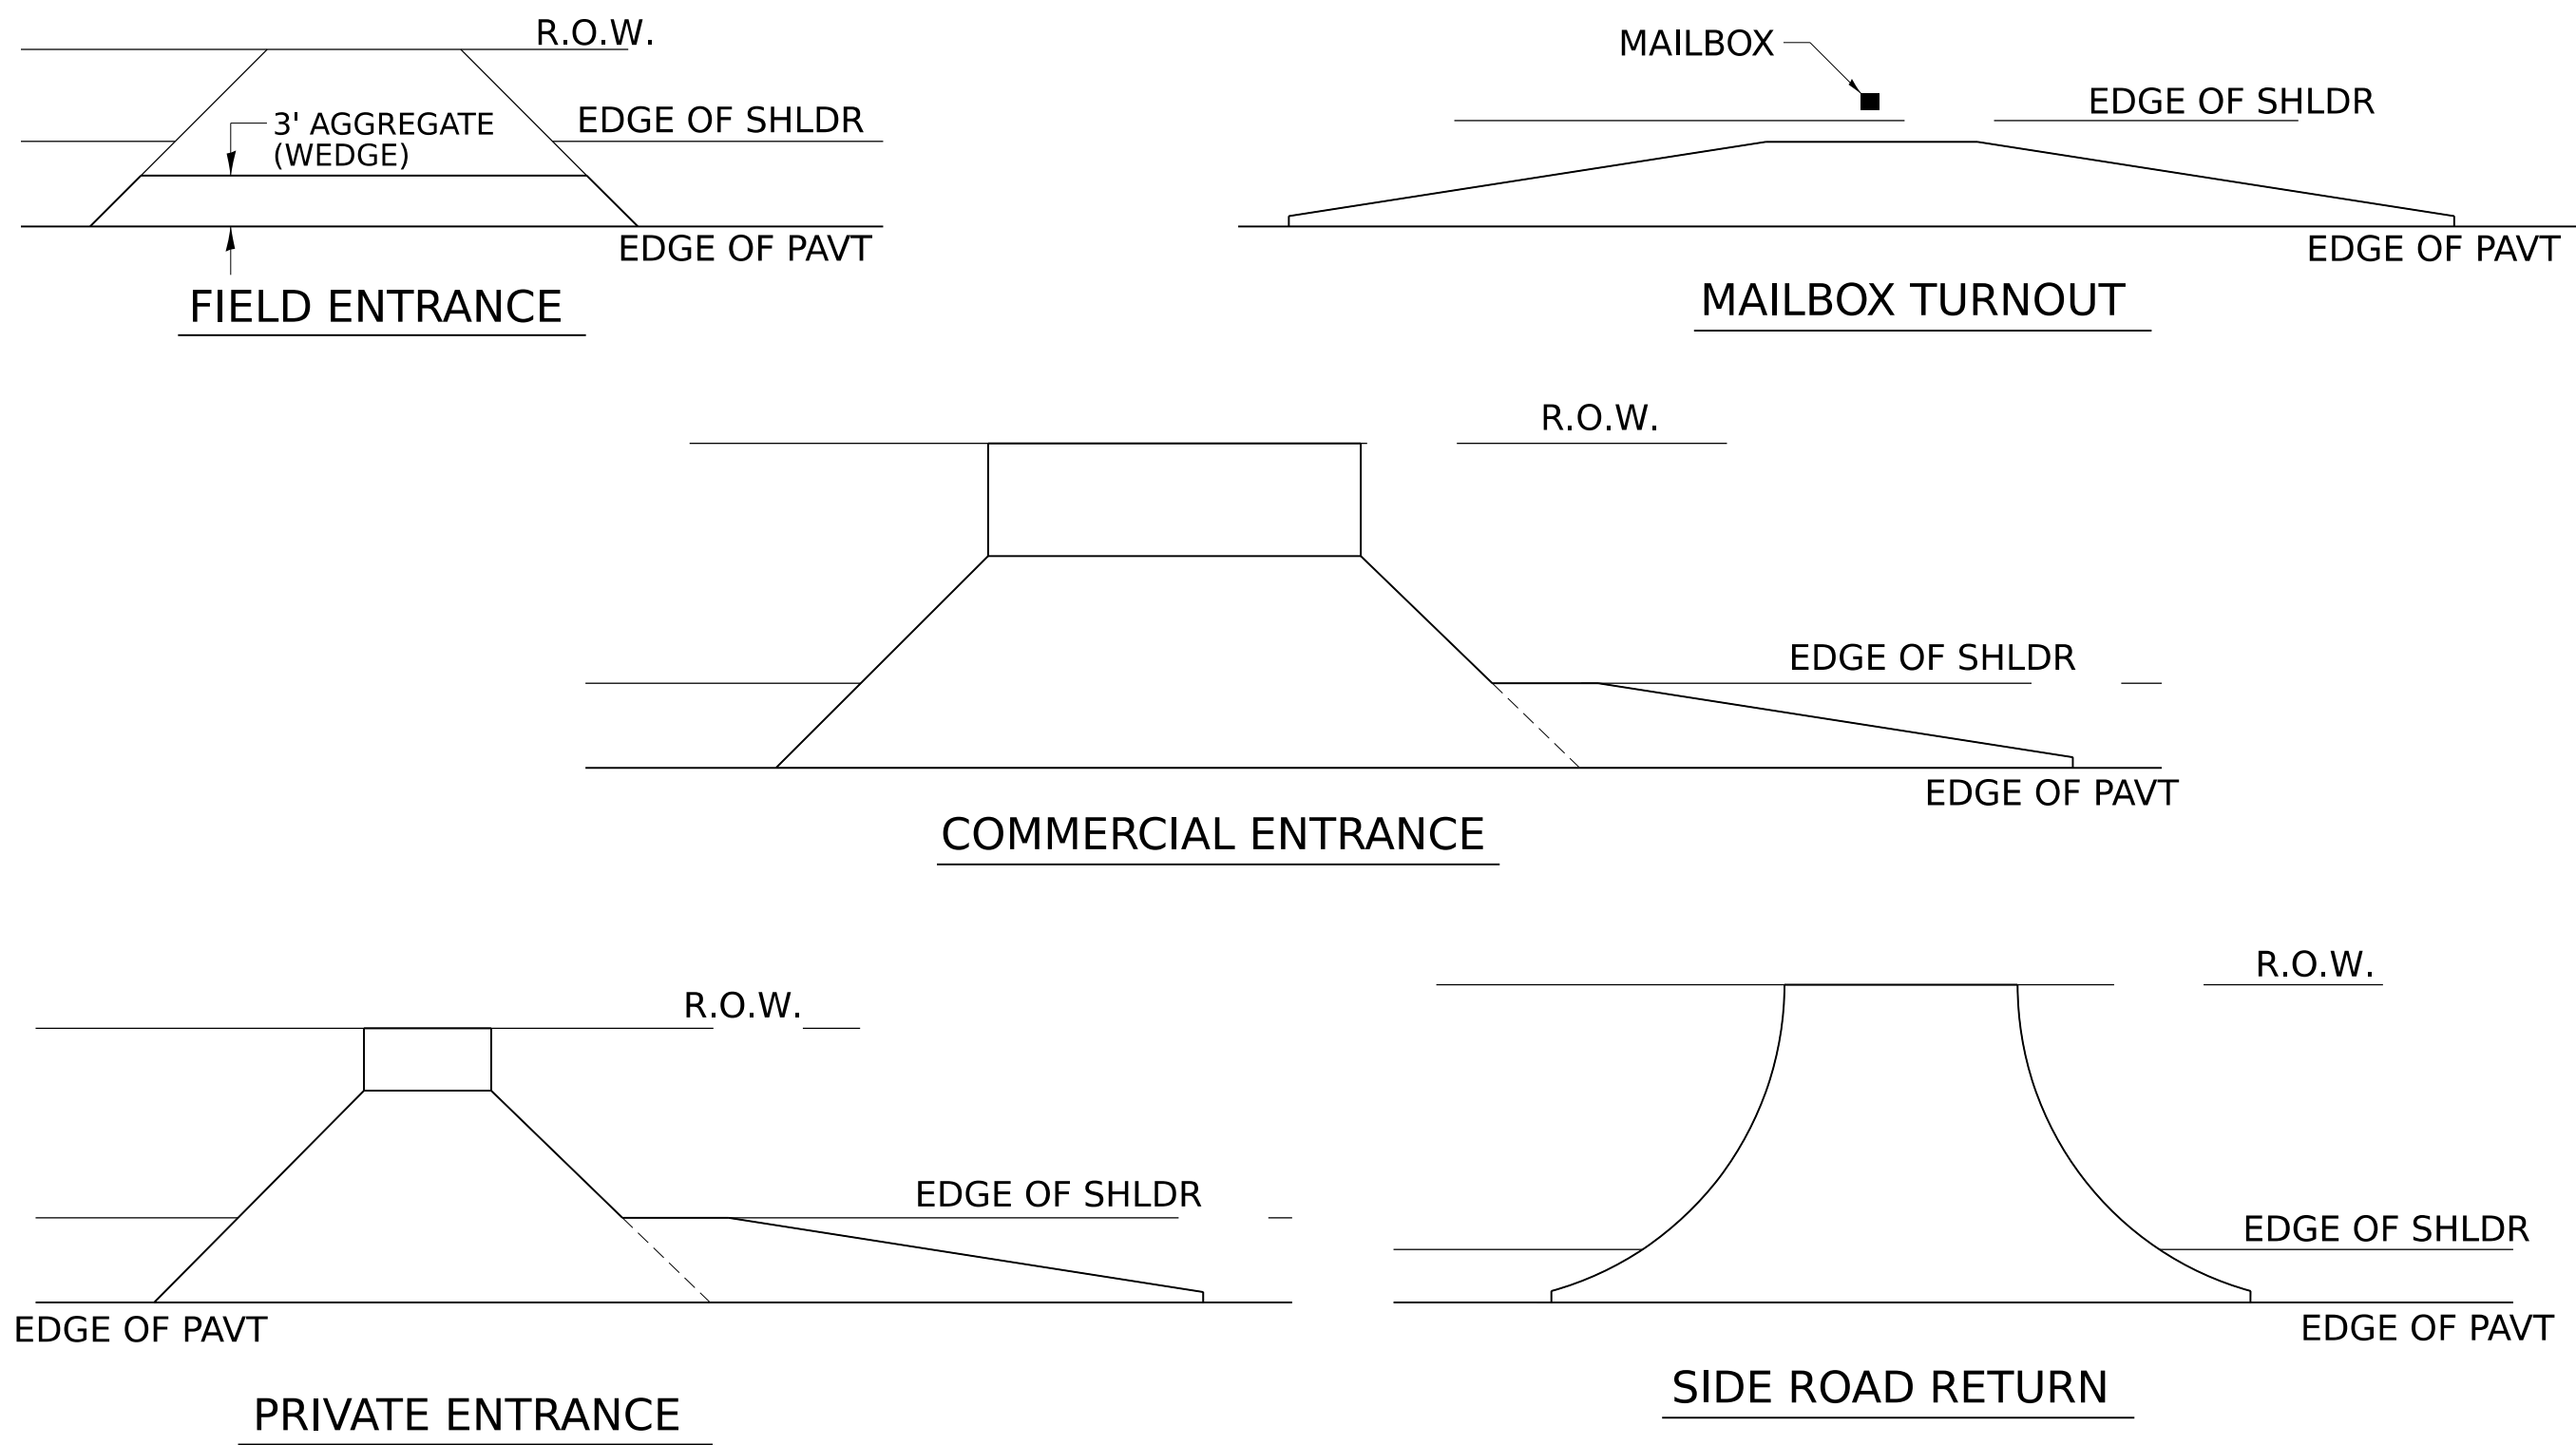 R.O.W.
3' AGGREGATE
(WEDGE)
EDGE OF SHLDR
EDGE OF PAVT
FIELD ENTRANCE
MAILBOX
EDGE OF SHLDR
EDGE OF PAVT
MAILBOX TURNOUT
R.O.W.
EDGE OF SHLDR
EDGE OF PAVT
COMMERCIAL ENTRANCE
R.O.W.
EDGE OF SHLDR
EDGE OF PAVT
PRIVATE ENTRANCE
R.O.W.
EDGE OF SHLDR
EDGE OF PAVT
SIDE ROAD RETURN